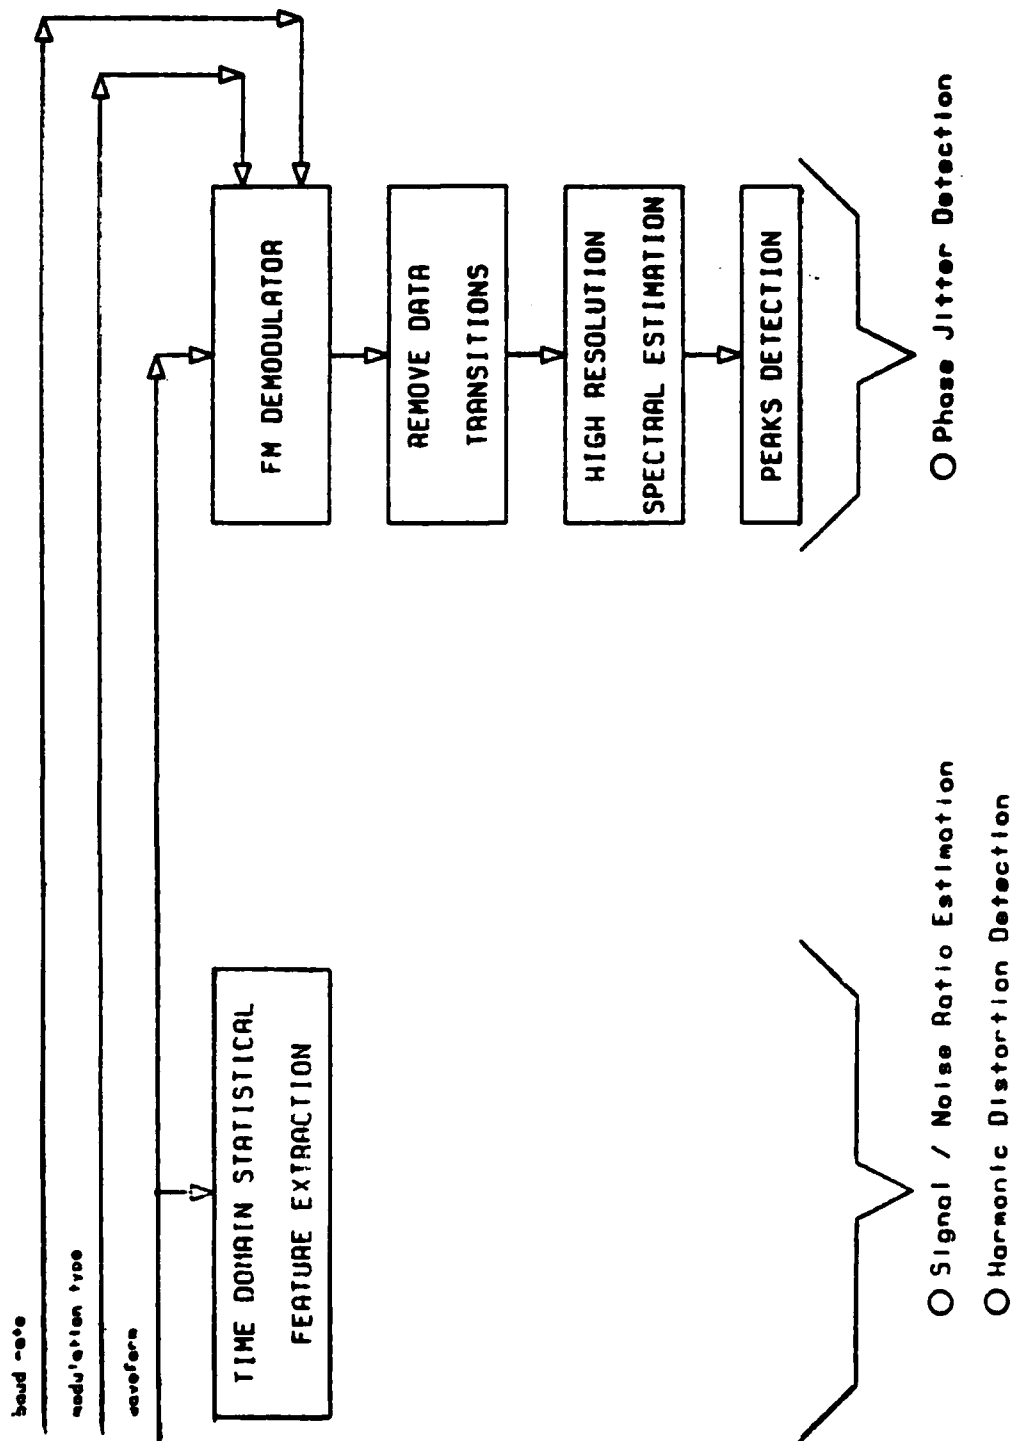 baud rate
modulation type
waveform
TIME DOMAIN STATISTICAL
FEATURE EXTRACTION
FM DEMODULATOR
REMOVE DATA
TRANSITIONS
HIGH RESOLUTION
SPECTRAL ESTIMATION
PEAKS DETECTION
Signal / Noise Ratio Estimation
Harmonic Distortion Detection
Phase Jitter Detection